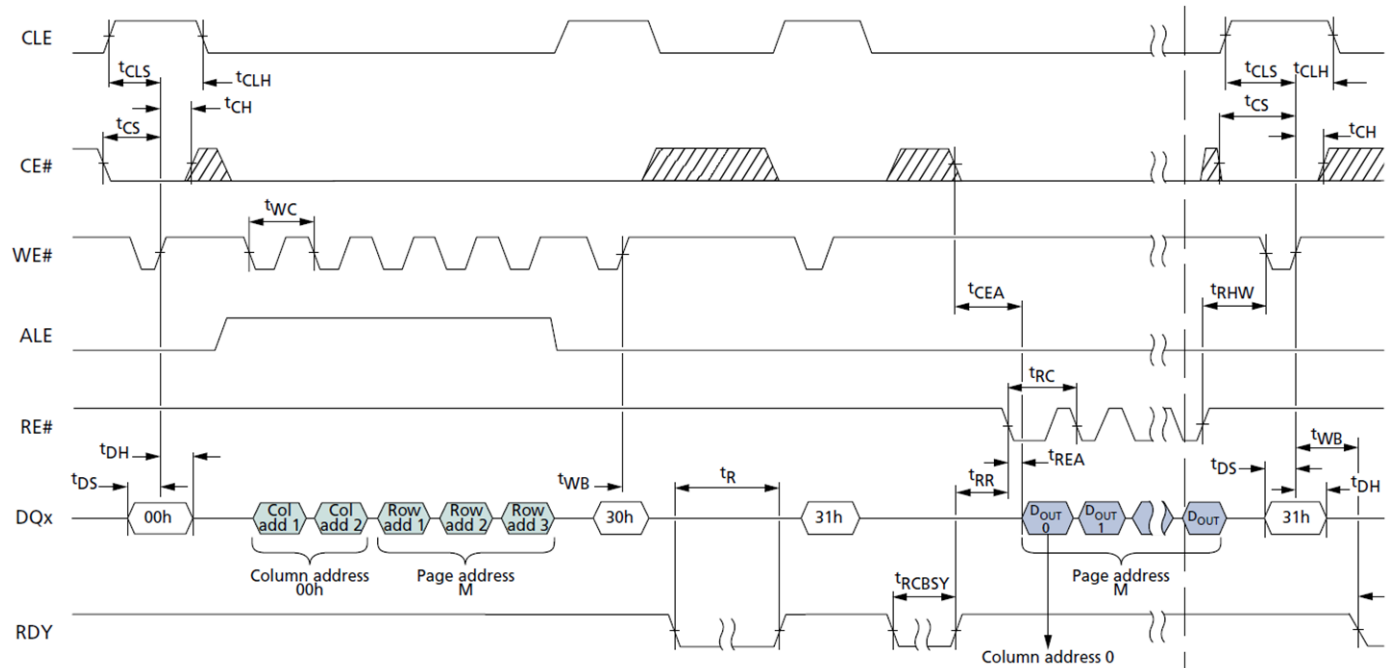 CLE
tCLS
tCLH
tCLS
tCLH
tCH
tCS
tCS
tCH
CE#
tWC
WE#
tCEA
tRHW
ALE
tRC
RE#
tDH
tREA
tWB
tDS
tWB
tR
tRR
tDS
tDH
DQx
00h
Col add 1
Col add 2
Row add 1
Row add 2
Row add 3
30h
31h
DOUT 0
DOUT 1
DOUT
31h
Column address
00h
Page address
M
tRCBSY
Page address
M
RDY
Column address 0